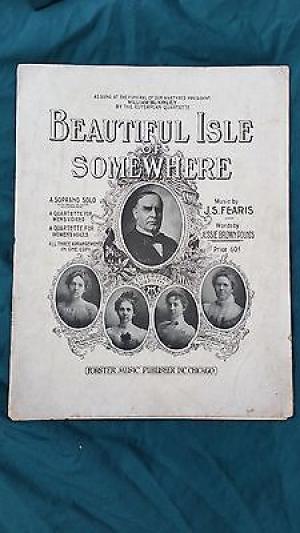 AS SUNG AT THE FUNERAL OF OUR MARTYRED PRESIDENT
WILLIAM McKINLEY
BY THE EUTERPEAN QUARTETTE
BEAUTIFUL ISLE
OF
SOMEWHERE
A SOPRANO SOLO
A QUARTETTE FOR
MEN'S VOICES
A QUARTETTE FOR
WOMEN'S VOICES
ALL THREE ARRANGEMENTS
IN ONE COPY
Music by
J.S. FEARIS
Words by
JESSIE BROWN POUNDS
Price 60¢
FORSTER MUSIC PUBLISHER INC. CHICAGO